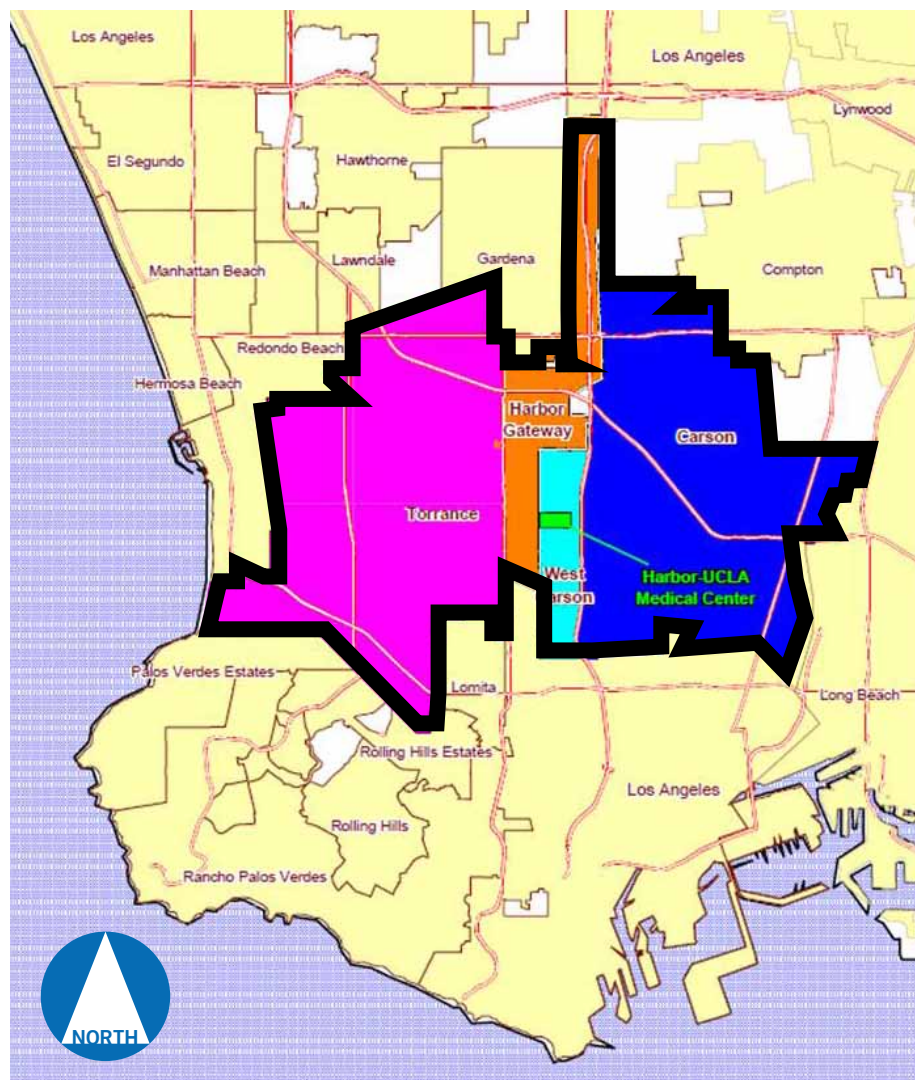 Los Angeles
Los Angeles
Lynwood
El Segundo
Hawthorne
Manhattan Beach
Lawndale
Gardena
Compton
Redondo Beach
Hermosa Beach
Harbor
Gateway
Carson
Torrance
West
arson
Harbor-UCLA
Medical Center
Palos Verdes Estates
Lomita
Long Beach
Rolling Hills Estates
Los Angeles
Rolling Hills
Rancho Palos Verdes
NORTH